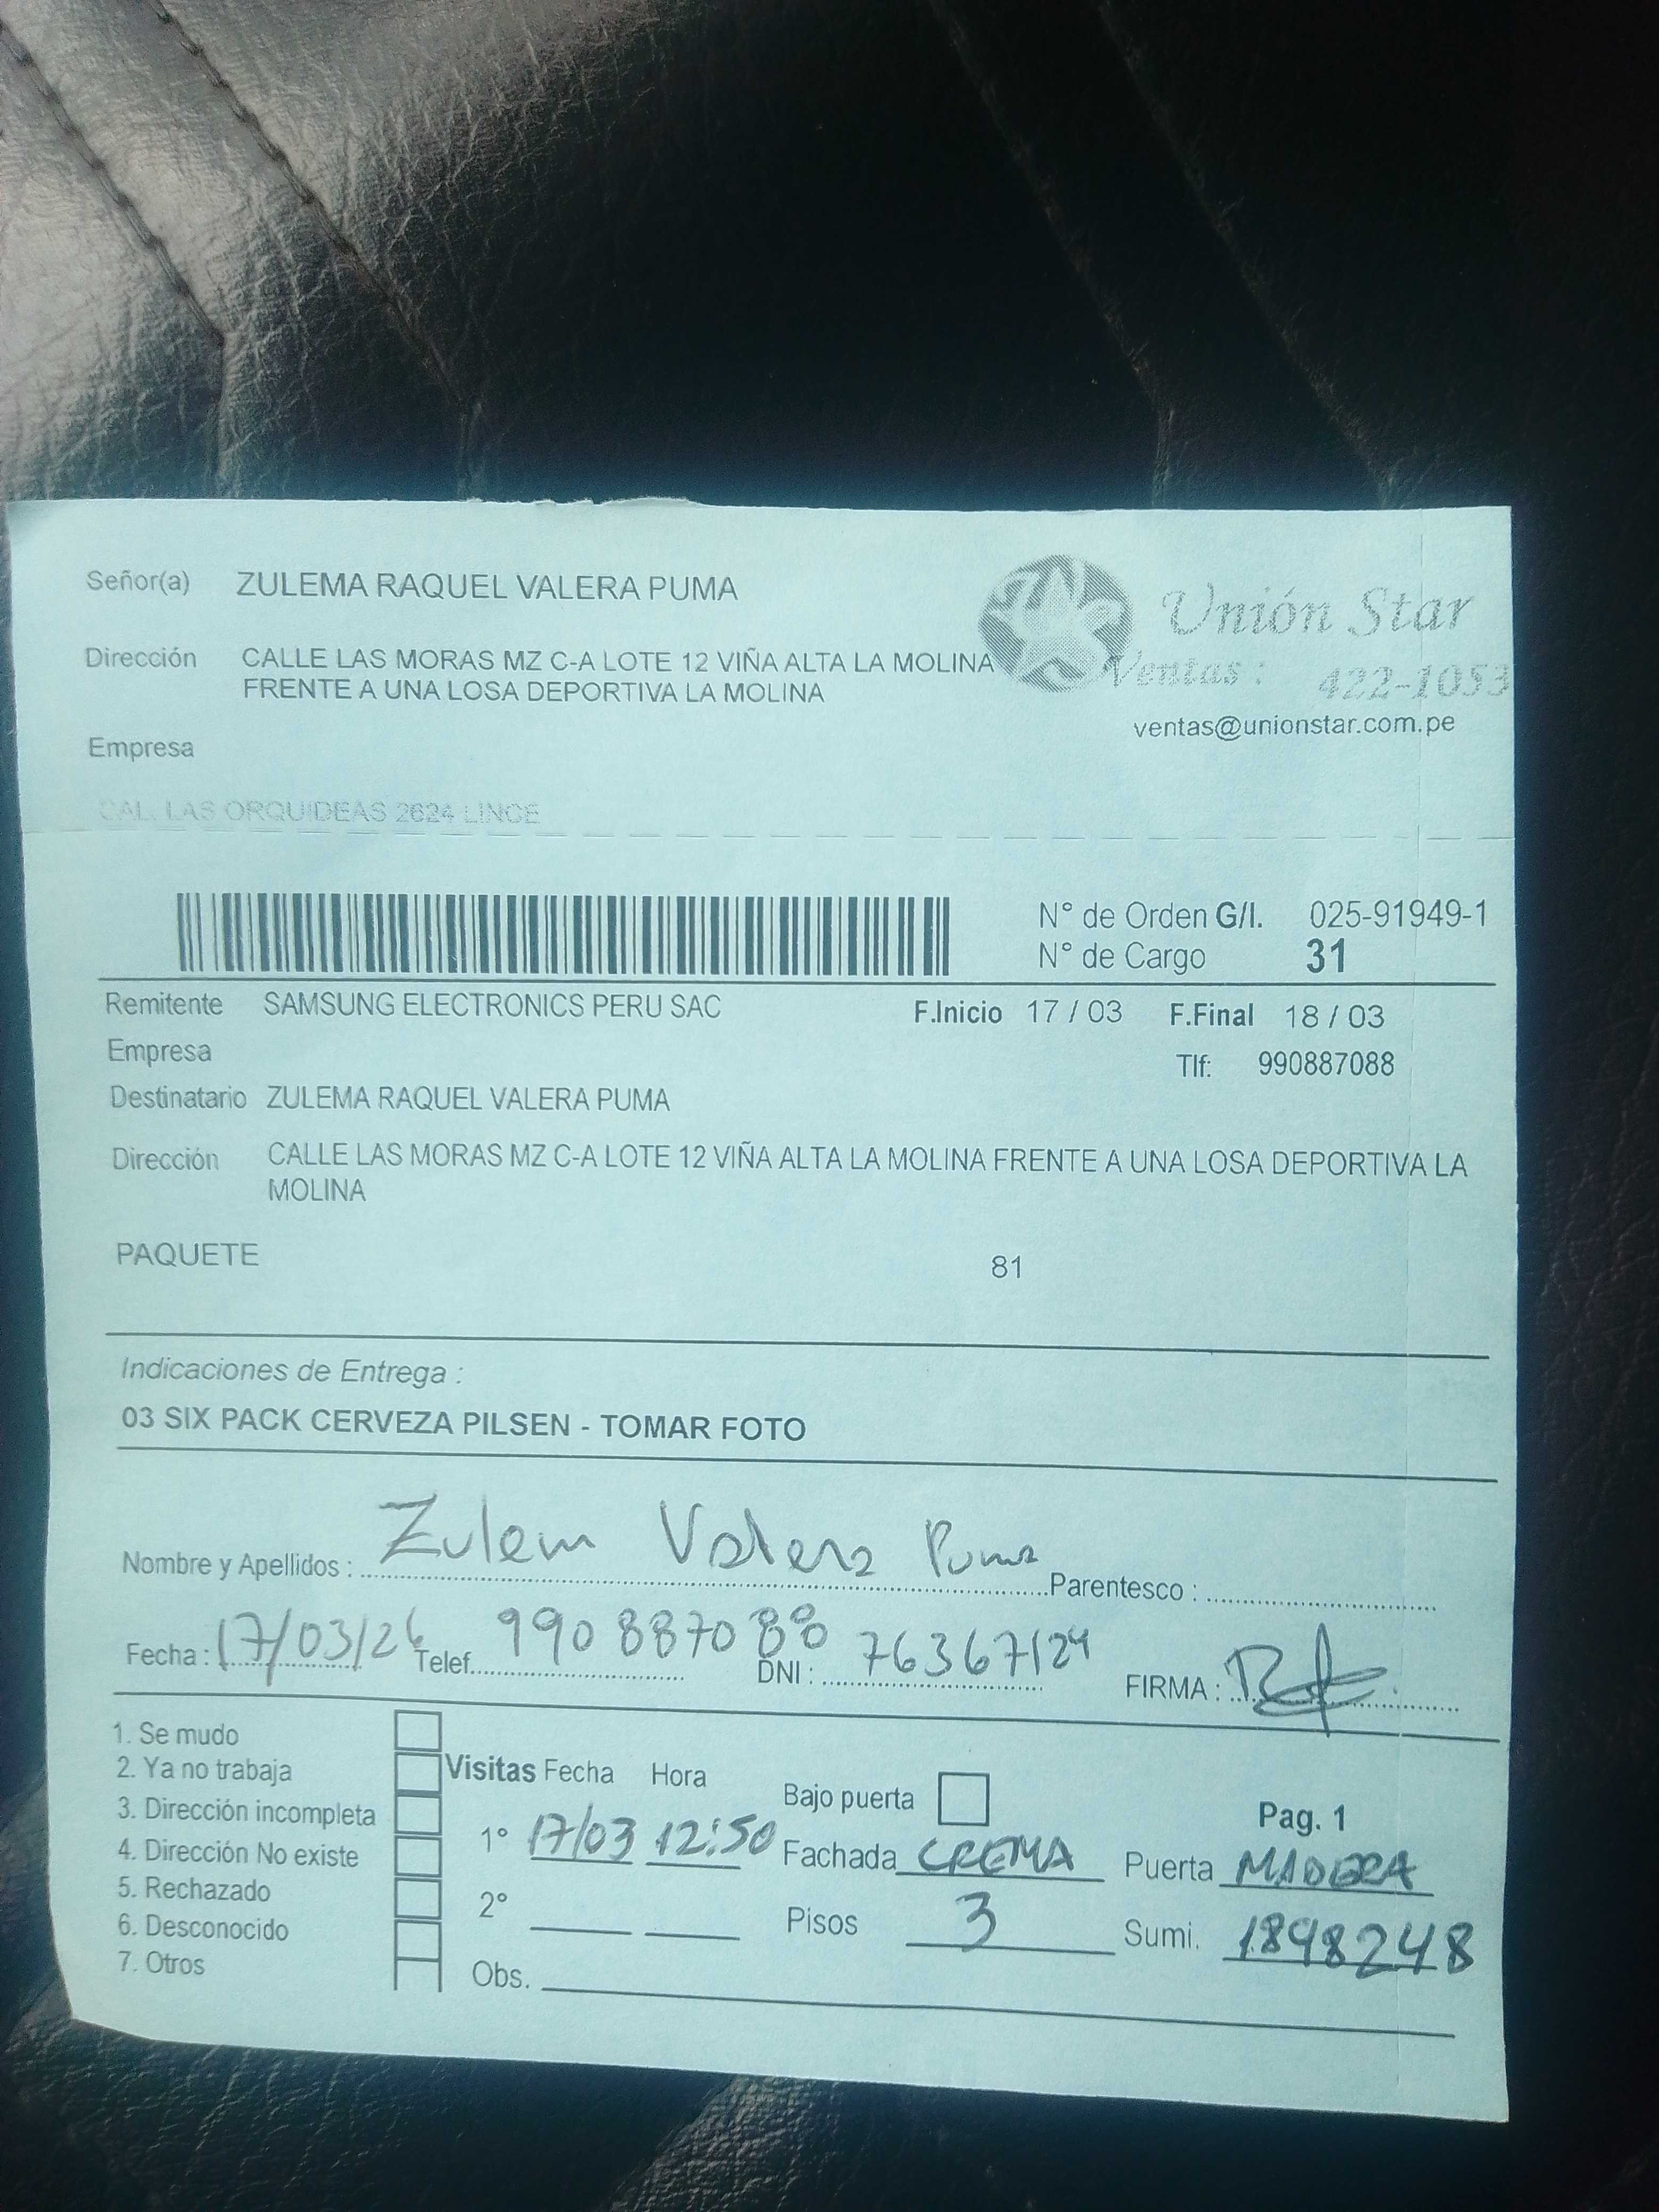 Señor(a) ZULEMA RAQUEL VALERA PUMA
Unión Star
Dirección CALLE LAS MORAS MZ C-A LOTE 12 VIÑA ALTA LA MOLINA
FRENTE A UNA LOSA DEPORTIVA LA MOLINA
Ventas : 422-1053
ventas@unionstar.com.pe
Empresa
CAL. LAS ORQUIDEAS 2624 LINCE
N° de Orden G/I. 025-91949-1
N° de Cargo 31
Remitente SAMSUNG ELECTRONICS PERU SAC F.Inicio 17 / 03 F.Final 18 / 03
Empresa Tlf: 990887088
Destinatario ZULEMA RAQUEL VALERA PUMA
Dirección CALLE LAS MORAS MZ C-A LOTE 12 VIÑA ALTA LA MOLINA FRENTE A UNA LOSA DEPORTIVA LA
MOLINA
PAQUETE 81
Indicaciones de Entrega :
03 SIX PACK CERVEZA PILSEN - TOMAR FOTO
Nombre y Apellidos : Zulem Valera Puma Parentesco :
Fecha : 17/03/26 Telef. 990887088 DNI : 76367124 FIRMA :
1. Se mudo
2. Ya no trabaja Visitas Fecha Hora Bajo puerta
3. Dirección incompleta Pag. 1
4. Dirección No existe 1° 17/03 12:50 Fachada CREMA Puerta MADERA
5. Rechazado
6. Desconocido 2° Pisos 3 Sumi. 1898248
7. Otros Obs.